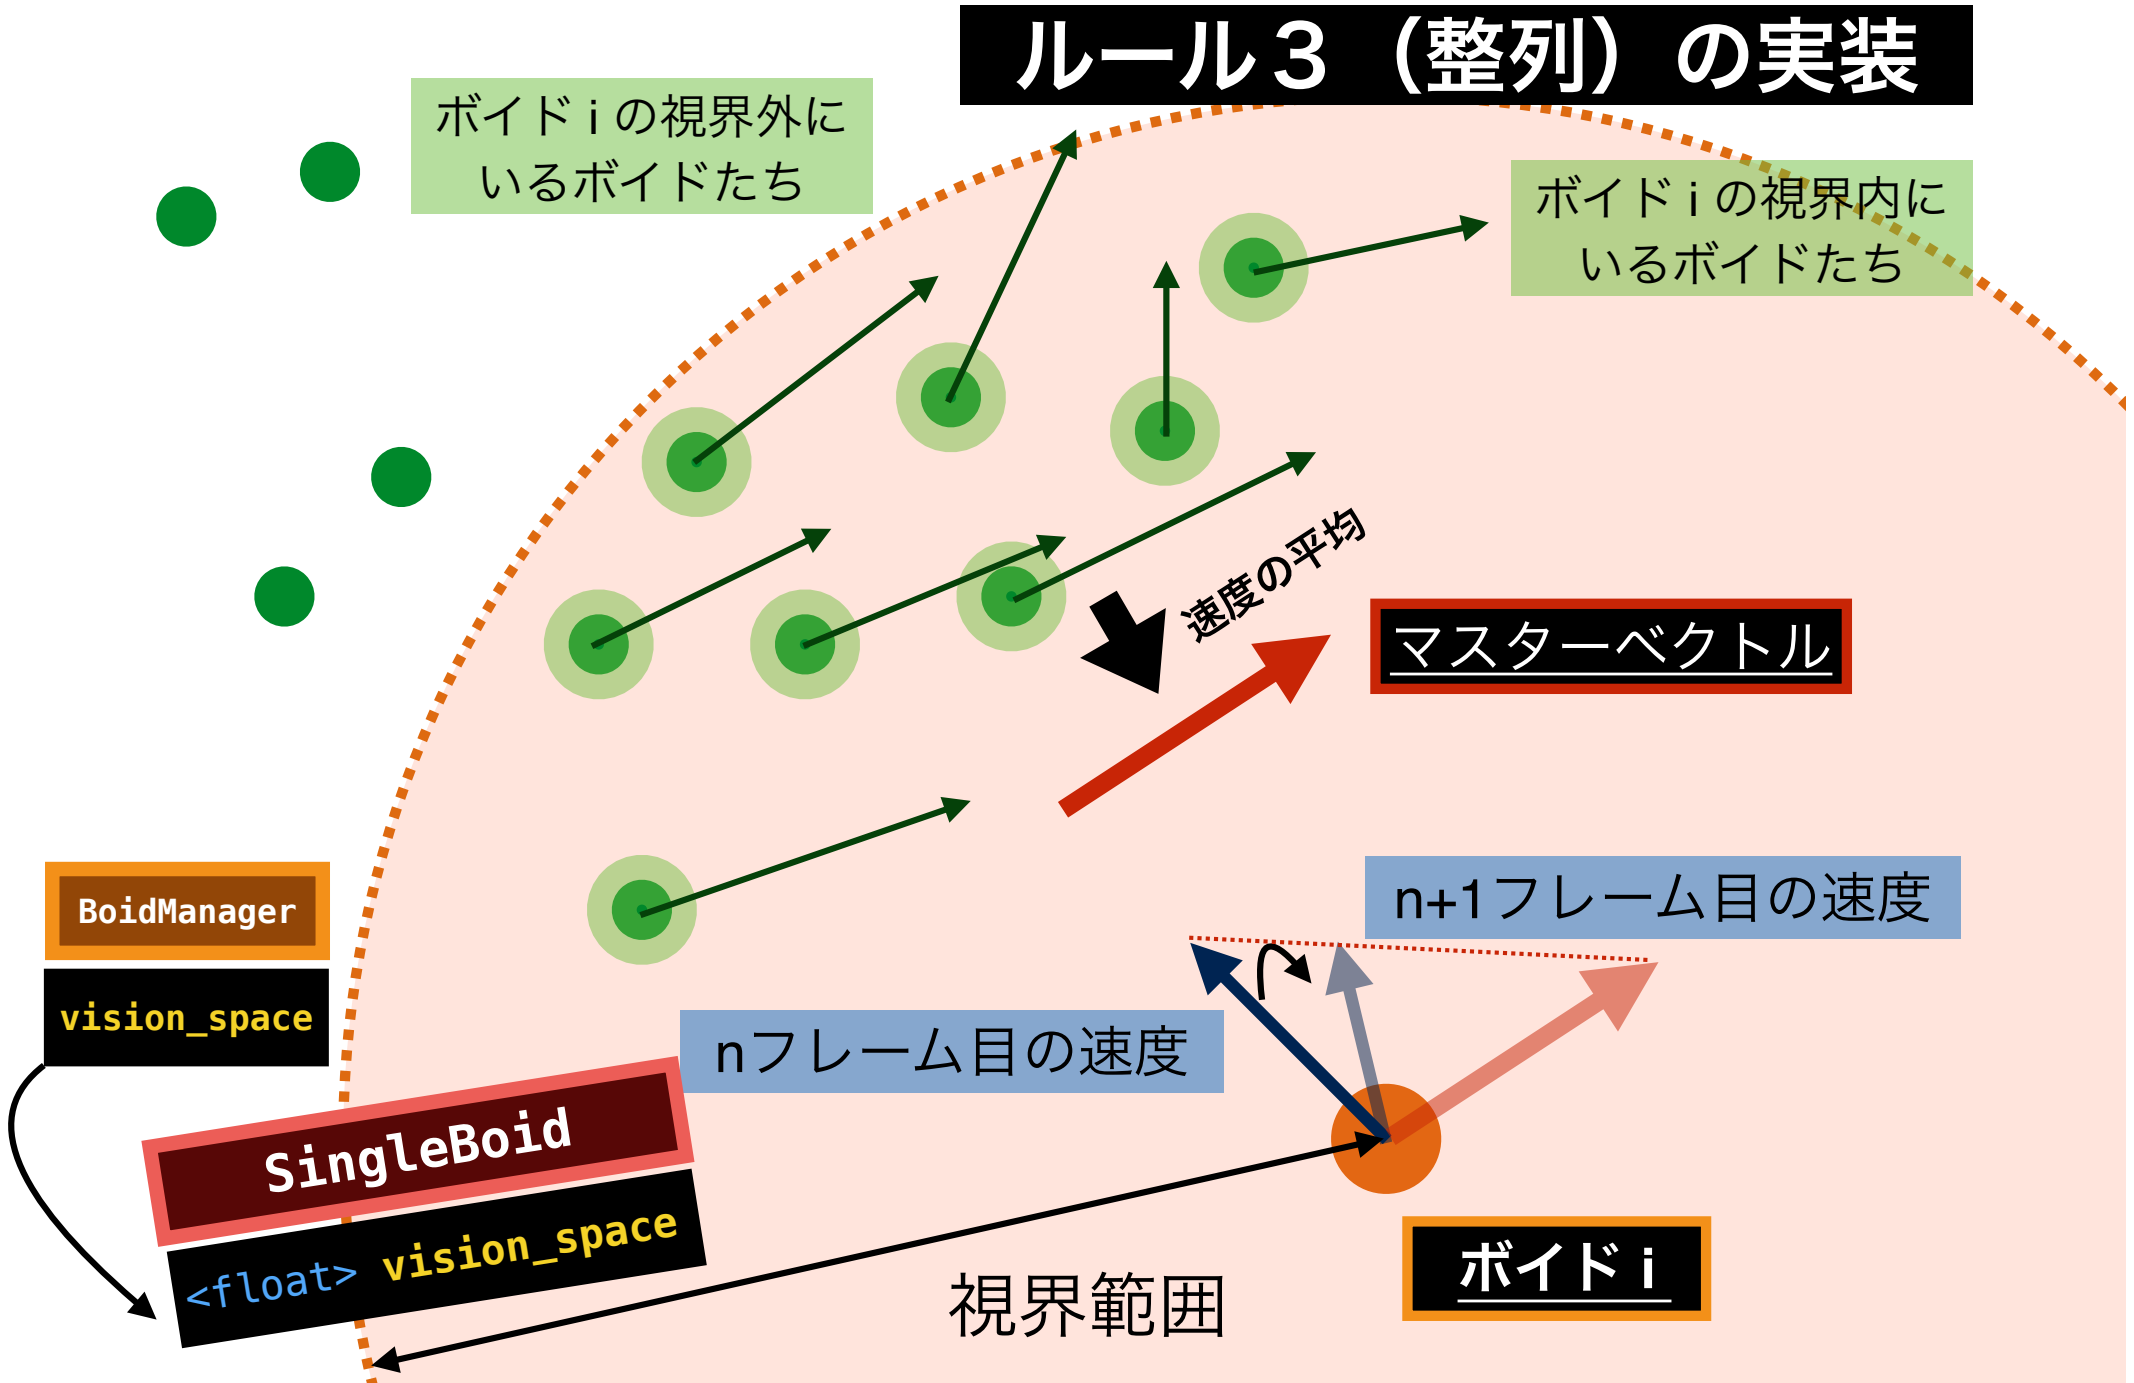 ルール３（整列）の実装
ボイド i の視界外に
いるボイドたち
ボイド i の視界内に
いるボイドたち
速度の平均
マスターベクトル
BoidManager
vision_space
n+1フレーム目の速度
nフレーム目の速度
SingleBoid
<float> vision_space
視界範囲
ボイド i